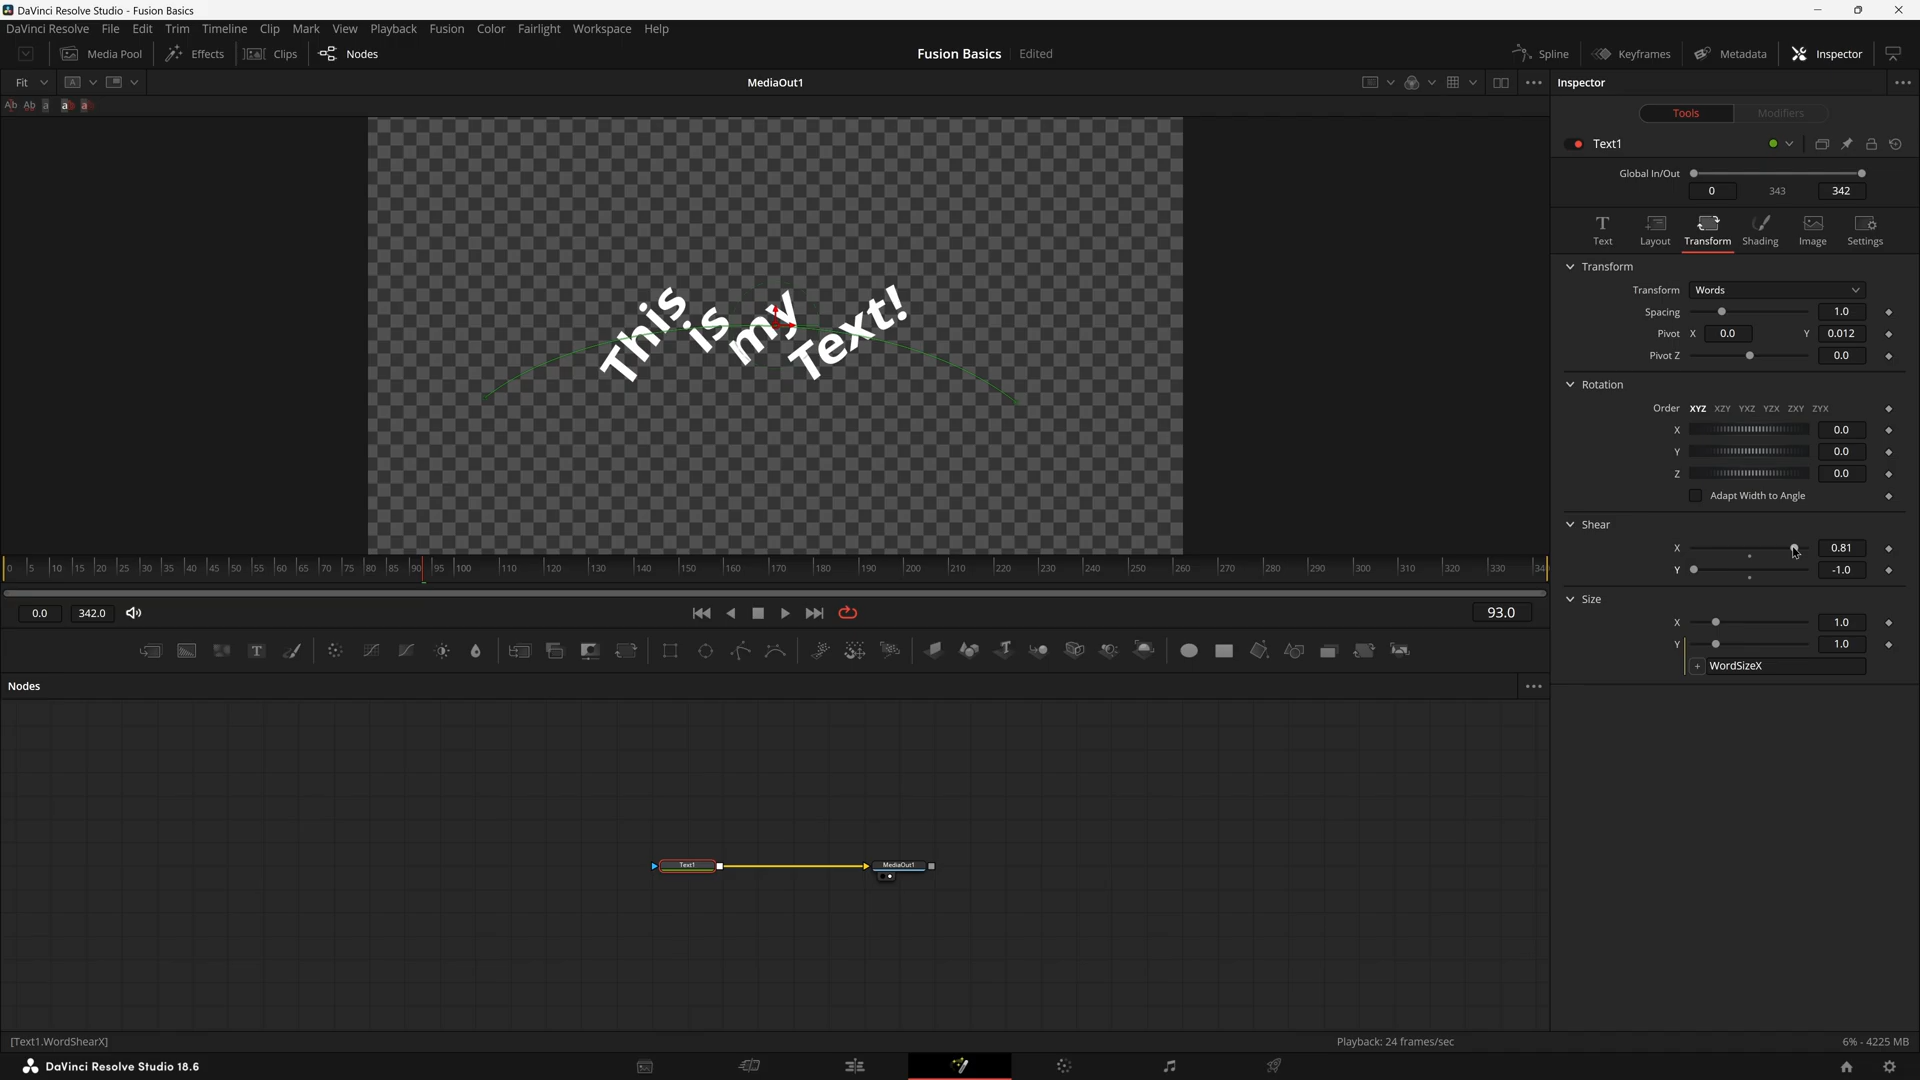 DaVinci Resolve Studio - Fusion Basics
DaVinci Resolve File Edit Trim Timeline Clip Mark View Playback Fusion Color Fairlight Workspace Help
Media Pool Effects Clips Nodes Fusion Basics Edited Spline Keyframes Metadata Inspector
Fit A MediaOut1 Inspector
Ab Ab a a a
Tools Modifiers
Text1
Global In/Out
0 343 342
Text Layout Transform Shading Image Settings
Transform
Transform Words
Spacing 1.0
Pivot X 0.0 Y 0.012
Pivot Z 0.0
This is my Text!
Rotation
Order XYZ XZY YXZ YZX ZXY ZYX
X 0.0
Y 0.0
Z 0.0
Adapt Width to Angle
Shear
X 0.81
Y -1.0
Size
X 1.0
Y 1.0
WordSizeX
0 5 10 15 20 25 30 35 40 45 50 55 60 65 70 75 80 85 90 95 100 110 120 130 140 150 160 170 180 190 200 210 220 230 240 250 260 270 280 290 300 310 320 330
0.0 342.0 93.0
Nodes
Text1 MediaOut1
[Text1.WordShearX] Playback: 24 frames/sec 6% - 4225 MB
DaVinci Resolve Studio 18.6